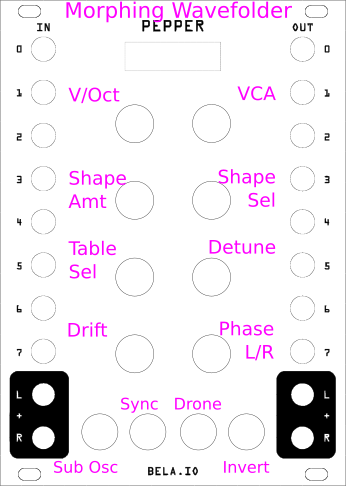 Morphing Wavefolder
PEPPER
IN
OUT
0
0
1
V/Oct
VCA
1
2
2
3
Shape
Amt
Shape
Sel
3
4
4
5
Table
Sel
Detune
5
6
6
7
Drift
Phase
L/R
7
L
+
R
L
+
R
Sync
Drone
Sub Osc
BELA.IO
Invert